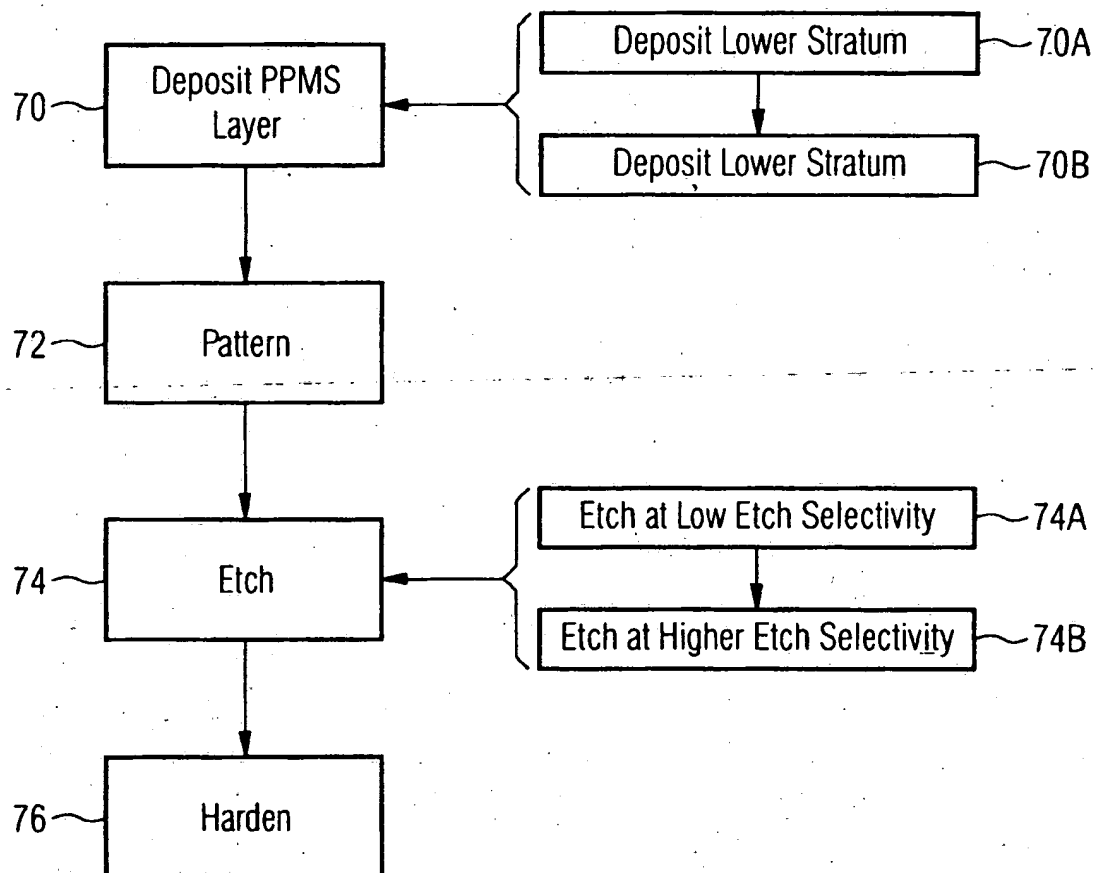 Deposit Lower Stratum
70A
70
Deposit PPMS
Layer
Deposit Lower Stratum
70B
72
Pattern
Etch at Low Etch Selectivity
74A
74
Etch
Etch at Higher Etch Selectivity
74B
76
Harden